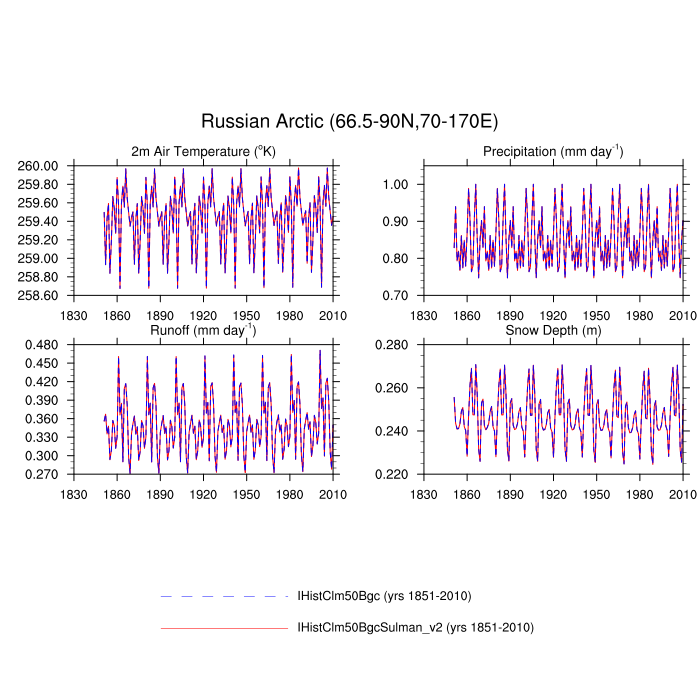 Russian Arctic (66.5-90N,70-170E)
2m Air Temperature (°K)
Precipitation (mm day⁻¹)
260.00
259.80
259.60
259.40
259.20
259.00
258.80
258.60
1.00
0.90
0.80
0.70
1830 1860 1890 1920 1950 1980 2010
1830 1860 1890 1920 1950 1980 2010
Runoff (mm day⁻¹)
Snow Depth (m)
0.480
0.450
0.420
0.390
0.360
0.330
0.300
0.270
0.280
0.260
0.240
0.220
1830 1860 1890 1920 1950 1980 2010
1830 1860 1890 1920 1950 1980 2010
IHistClm50Bgc (yrs 1851-2010)
IHistClm50BgcSulman_v2 (yrs 1851-2010)